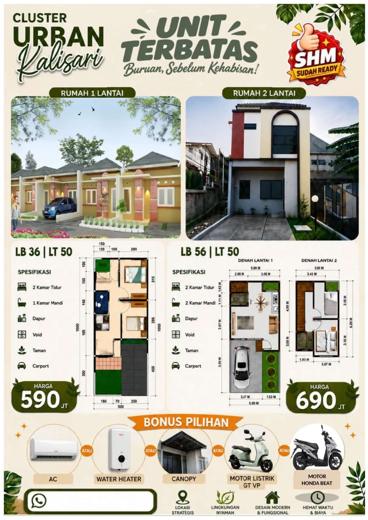 CLUSTER
URBAN
Kalisari
UNIT
TERBATAS
Buruan, Sebelum Kehabisan!
SHM
SUDAH READY
RUMAH 1 LANTAI
RUMAH 2 LANTAI
LB 36 | LT 50
SPESIFIKASI
2 Kamar Tidur
1 Kamar Mandi
Dapur
Void
Taman
Carport
HARGA
590 JT
LB 56 | LT 50
DENAH LANTAI 1
DENAH LANTAI 2
SPESIFIKASI
2 Kamar Tidur
2 Kamar Mandi
Dapur
Void
Taman
Carport
HARGA
690 JT
BONUS PILIHAN
ATAU
ATAU
ATAU
ATAU
AC
WATER HEATER
CANOPY
MOTOR LISTRIK
GT VP
MOTOR
HONDA BEAT
LOKASI
STRATEGIS
LINGKUNGAN
NYAMAN
DESAIN MODERN
& FUNGSIONAL
HEMAT WAKTU
& BIAYA